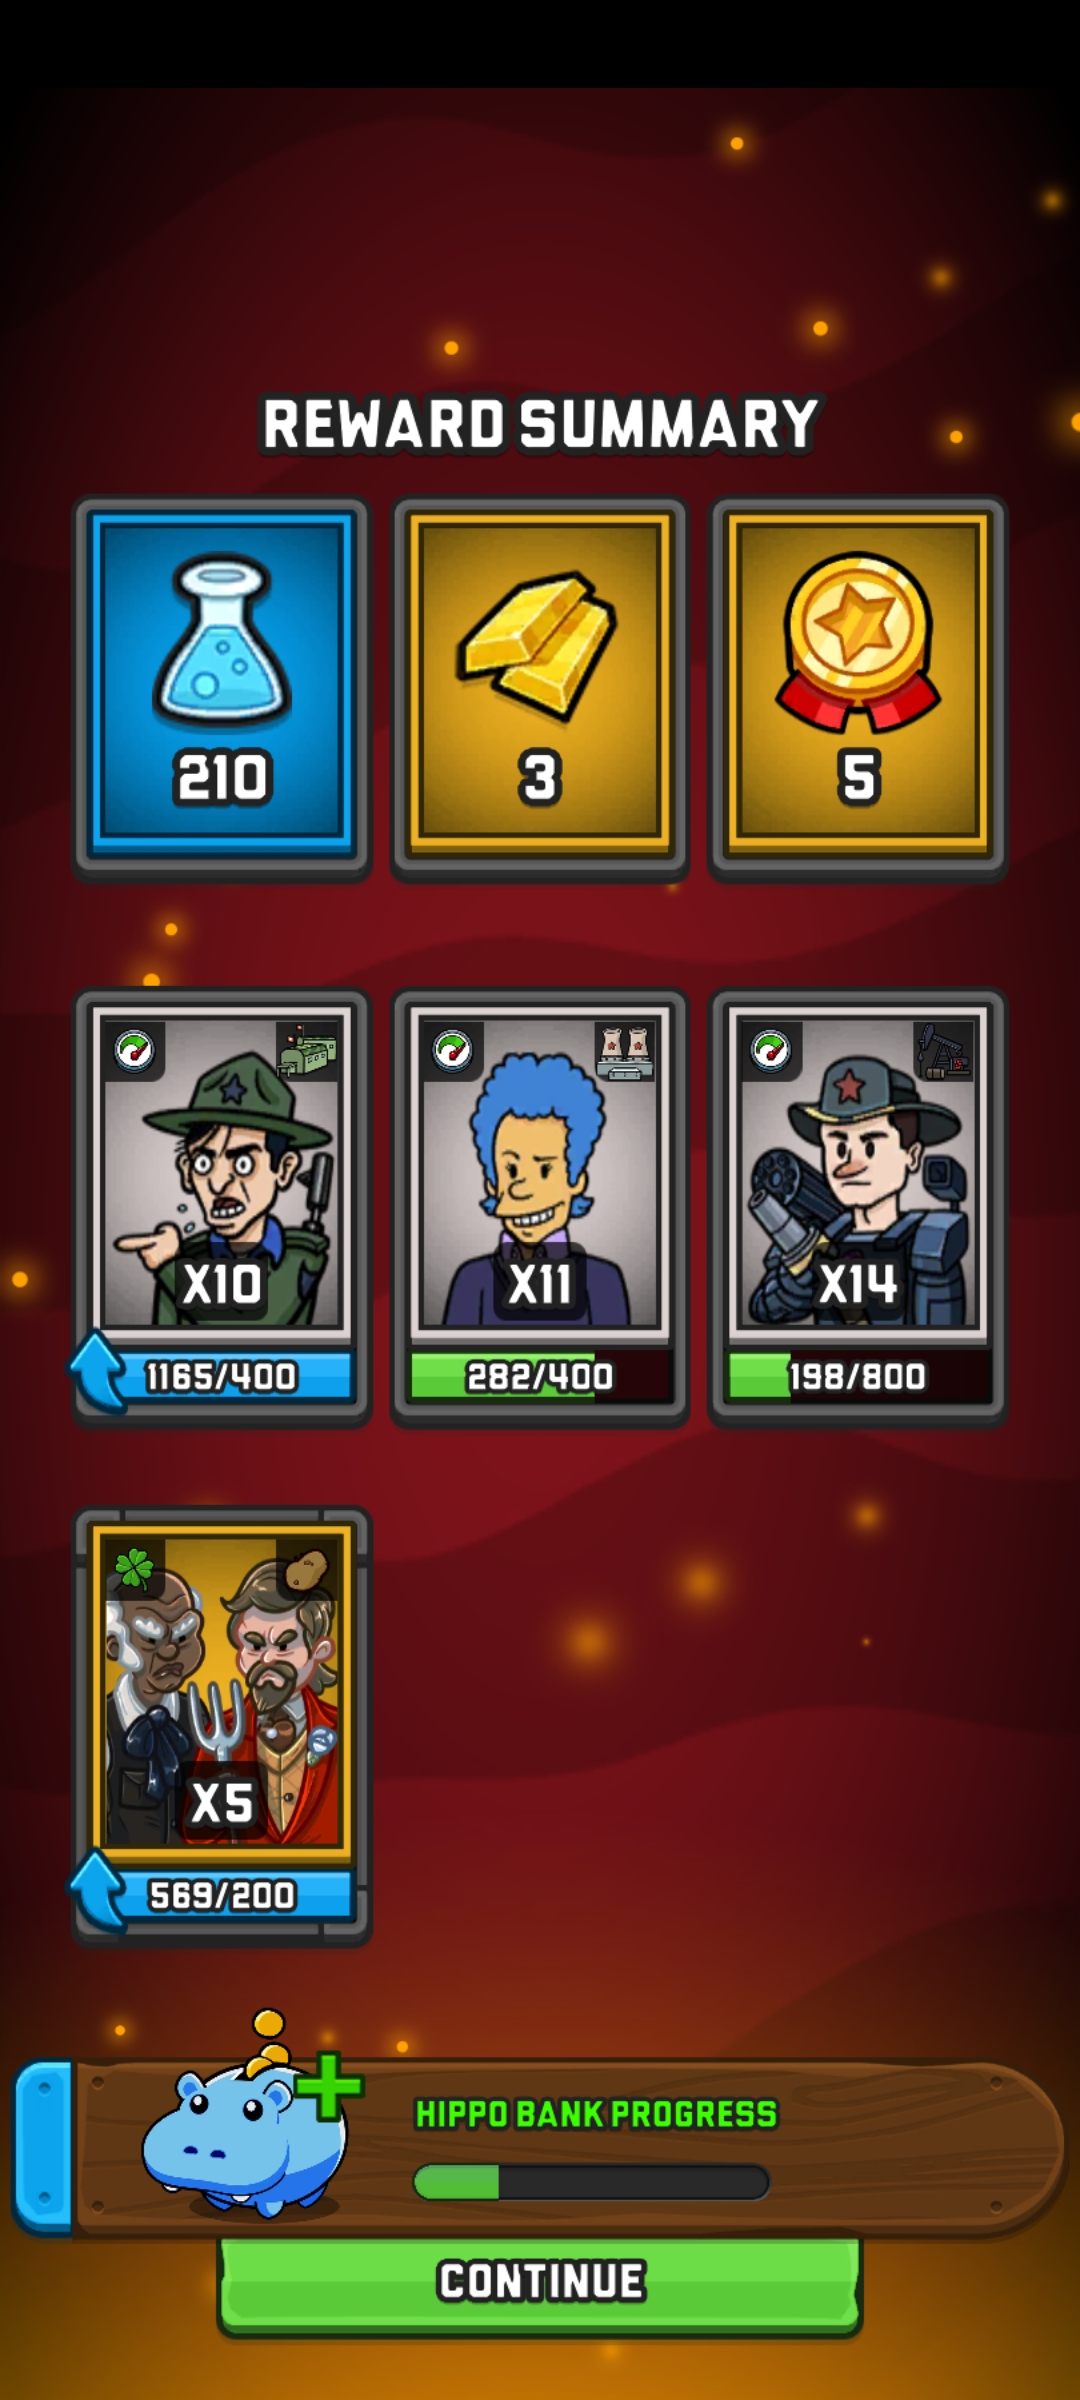 REWARD SUMMARY
210
3
5
X10
X11
X14
1165/400
282/400
198/800
X5
569/200
HIPPO BANK PROGRESS
CONTINUE